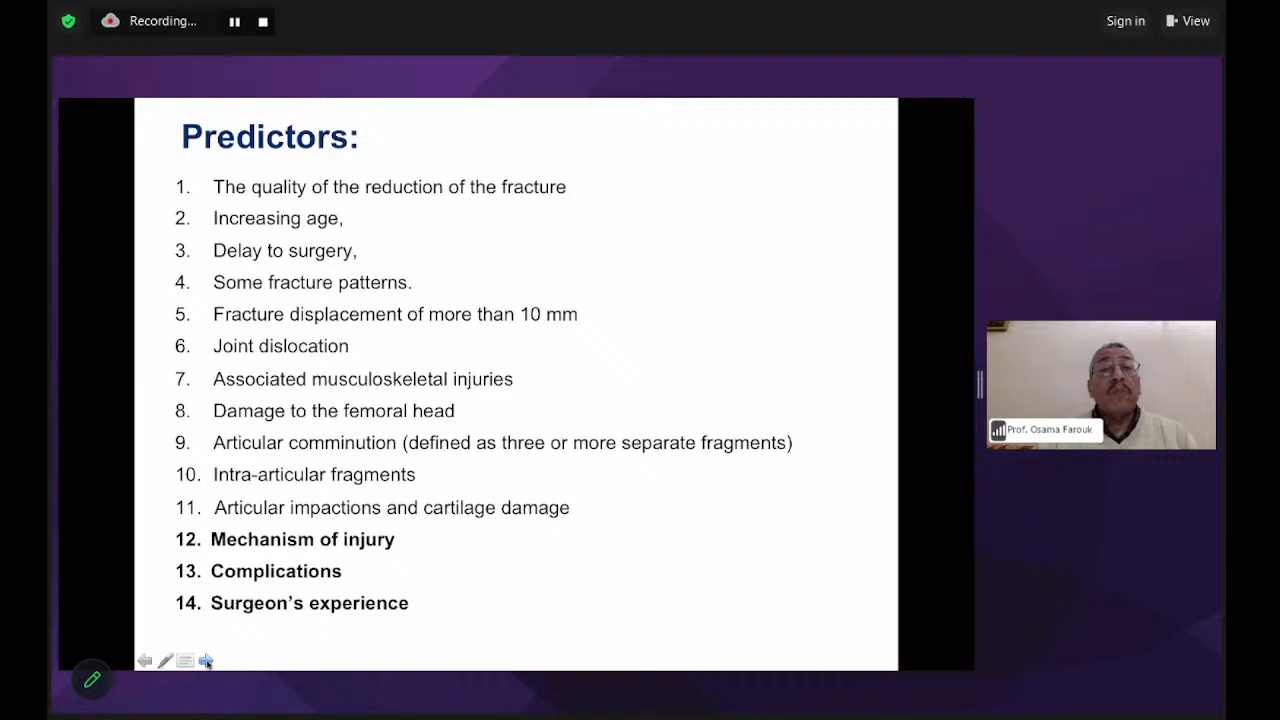 Recording...
Sign in
View
Predictors:
1. The quality of the reduction of the fracture
2. Increasing age,
3. Delay to surgery,
4. Some fracture patterns.
5. Fracture displacement of more than 10 mm
6. Joint dislocation
7. Associated musculoskeletal injuries
8. Damage to the femoral head
9. Articular comminution (defined as three or more separate fragments)
10. Intra-articular fragments
11. Articular impactions and cartilage damage
12. Mechanism of injury
13. Complications
14. Surgeon’s experience
Prof. Osama Farouk